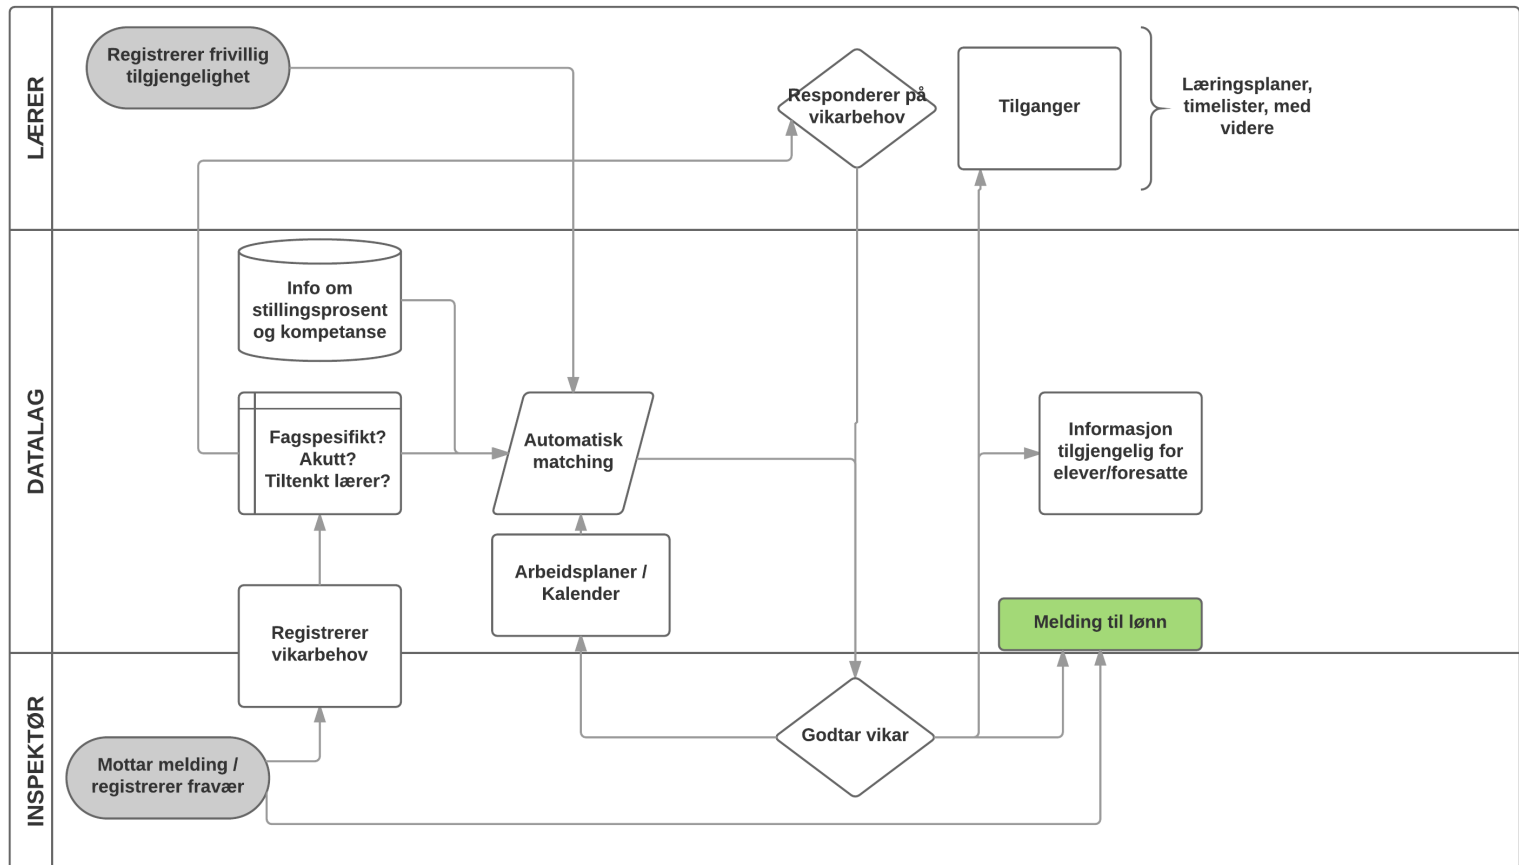 LÆRER
Registrerer frivillig
tilgjengelighet
Responderer på
vikarbehov
Tilganger
Læringsplaner,
timelister, med
videre
DATALAG
Info om
stillingsprosent
og kompetanse
Fagspesifikt?
Akutt?
Tiltenkt lærer?
Automatisk
matching
Informasjon
tilgjengelig for
elever/foresatte
Arbeidsplaner /
Kalender
Registrerer
vikarbehov
Melding til lønn
INSPEKTØR
Mottar melding /
registrerer fravær
Godtar vikar